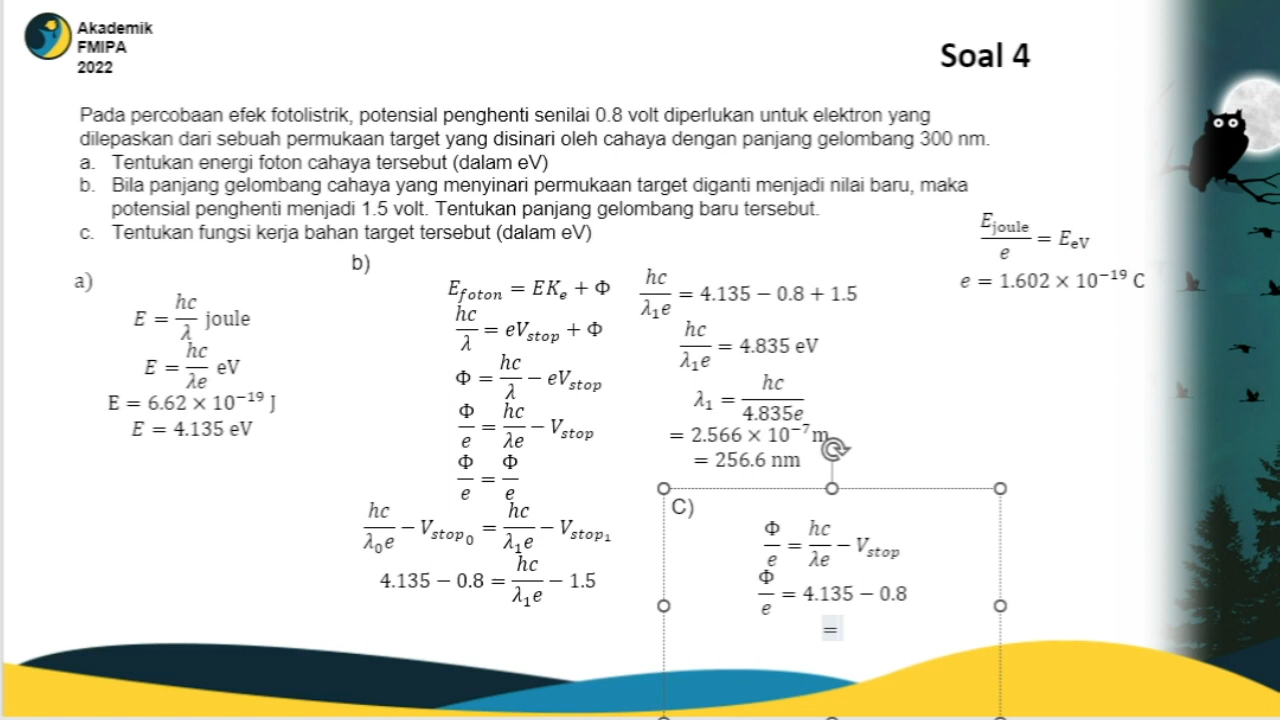 Akademik
FMIPA
2022
Soal 4
Pada percobaan efek fotolistrik, potensial penghenti senilai 0.8 volt diperlukan untuk elektron yang
dilepaskan dari sebuah permukaan target yang disinari oleh cahaya dengan panjang gelombang 300 nm.
a. Tentukan energi foton cahaya tersebut (dalam eV)
b. Bila panjang gelombang cahaya yang menyinari permukaan target diganti menjadi nilai baru, maka
potensial penghenti menjadi 1.5 volt. Tentukan panjang gelombang baru tersebut.
c. Tentukan fungsi kerja bahan target tersebut (dalam eV)
E_joule/e = E_eV
e = 1.602 × 10⁻¹⁹ C
a)
E = hc/λ joule
E = hc/λe eV
E = 6.62 × 10⁻¹⁹ J
E = 4.135 eV
b)
E_foton = EK_e + Φ
hc/λ = eV_stop + Φ
Φ = hc/λ − eV_stop
Φ/e = hc/λe − V_stop
Φ/e = Φ/e
hc/λ₀e − V_stop₀ = hc/λ₁e − V_stop₁
4.135 − 0.8 = hc/λ₁e − 1.5
hc/λ₁e = 4.135 − 0.8 + 1.5
hc/λ₁e = 4.835 eV
λ₁ = hc/4.835e
= 2.566 × 10⁻⁷ m
= 256.6 nm
C)
Φ/e = hc/λe − V_stop
Φ/e = 4.135 − 0.8
=